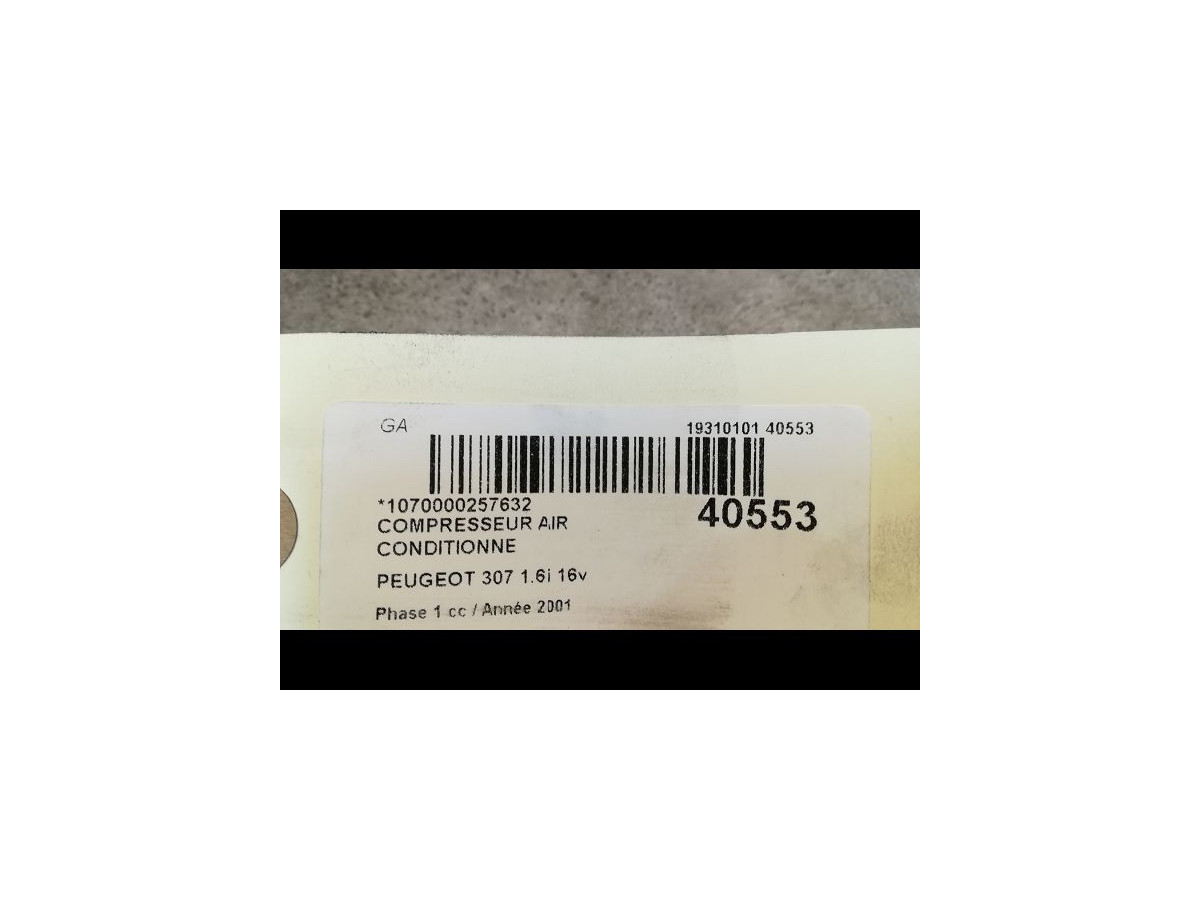 GA
19310101 40553
*1070000257632
40553
COMPRESSEUR AIR
CONDITIONNE
PEUGEOT 307 1.6i 16v
Phase 1 cc / Année 2001